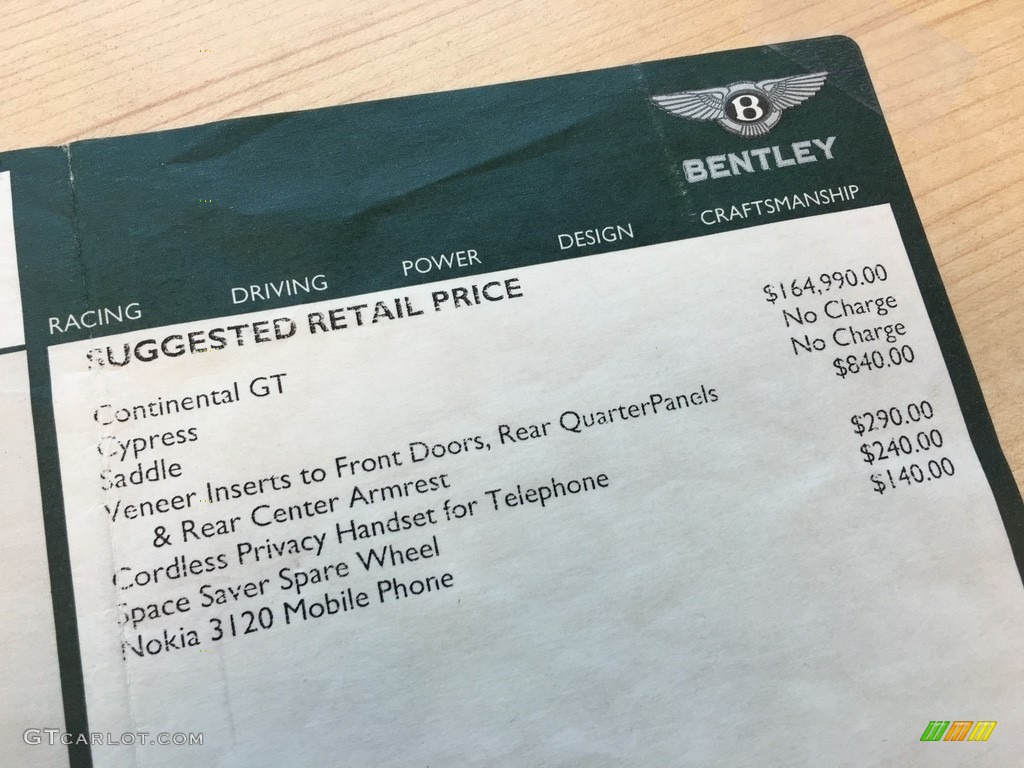 B
BENTLEY
RACING DRIVING POWER DESIGN CRAFTSMANSHIP
SUGGESTED RETAIL PRICE
Continental GT $164,990.00
Cypress No Charge
Saddle No Charge
Veneer Inserts to Front Doors, Rear QuarterPanels $840.00
& Rear Center Armrest
Cordless Privacy Handset for Telephone $290.00
Space Saver Spare Wheel $240.00
Nokia 3120 Mobile Phone $140.00
GTCARLOT.COM